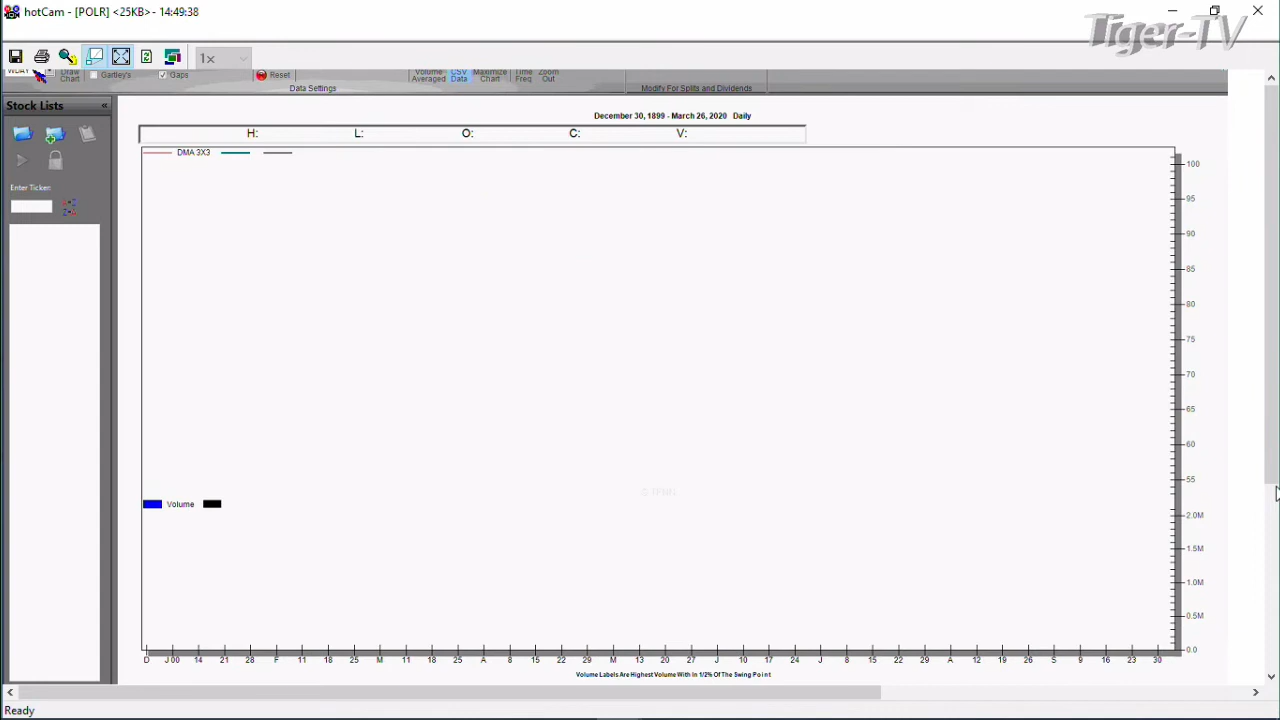 hotCam - [POLR] <25KB> - 14:49:38
Tiger-TV
1x
WDAY
Draw
Chart
Gartley's
Gaps
Reset
Volume
Averaged
CSV
Data
Maximize
Chart
Time
Freq
Zoom
Out
Data Settings
Modify For Splits and Dividends
Stock Lists
«
Enter Ticker:
December 30, 1899 - March 26, 2020 Daily
H: L: O: C: V:
DMA 3X3
100
95
90
85
80
75
70
65
60
55
© TFNN
Volume
2.0M
1.5M
1.0M
0.5M
0.0
D J 00 14 21 28 F 11 18 25 M 11 18 25 A 8 15 22 29 M 13 20 27 J 10 17 24 J 8 15 22 29 A 12 19 26 S 9 16 23 30
Volume Labels Are Highest Volume With In 1/2% Of The Swing Point
Ready